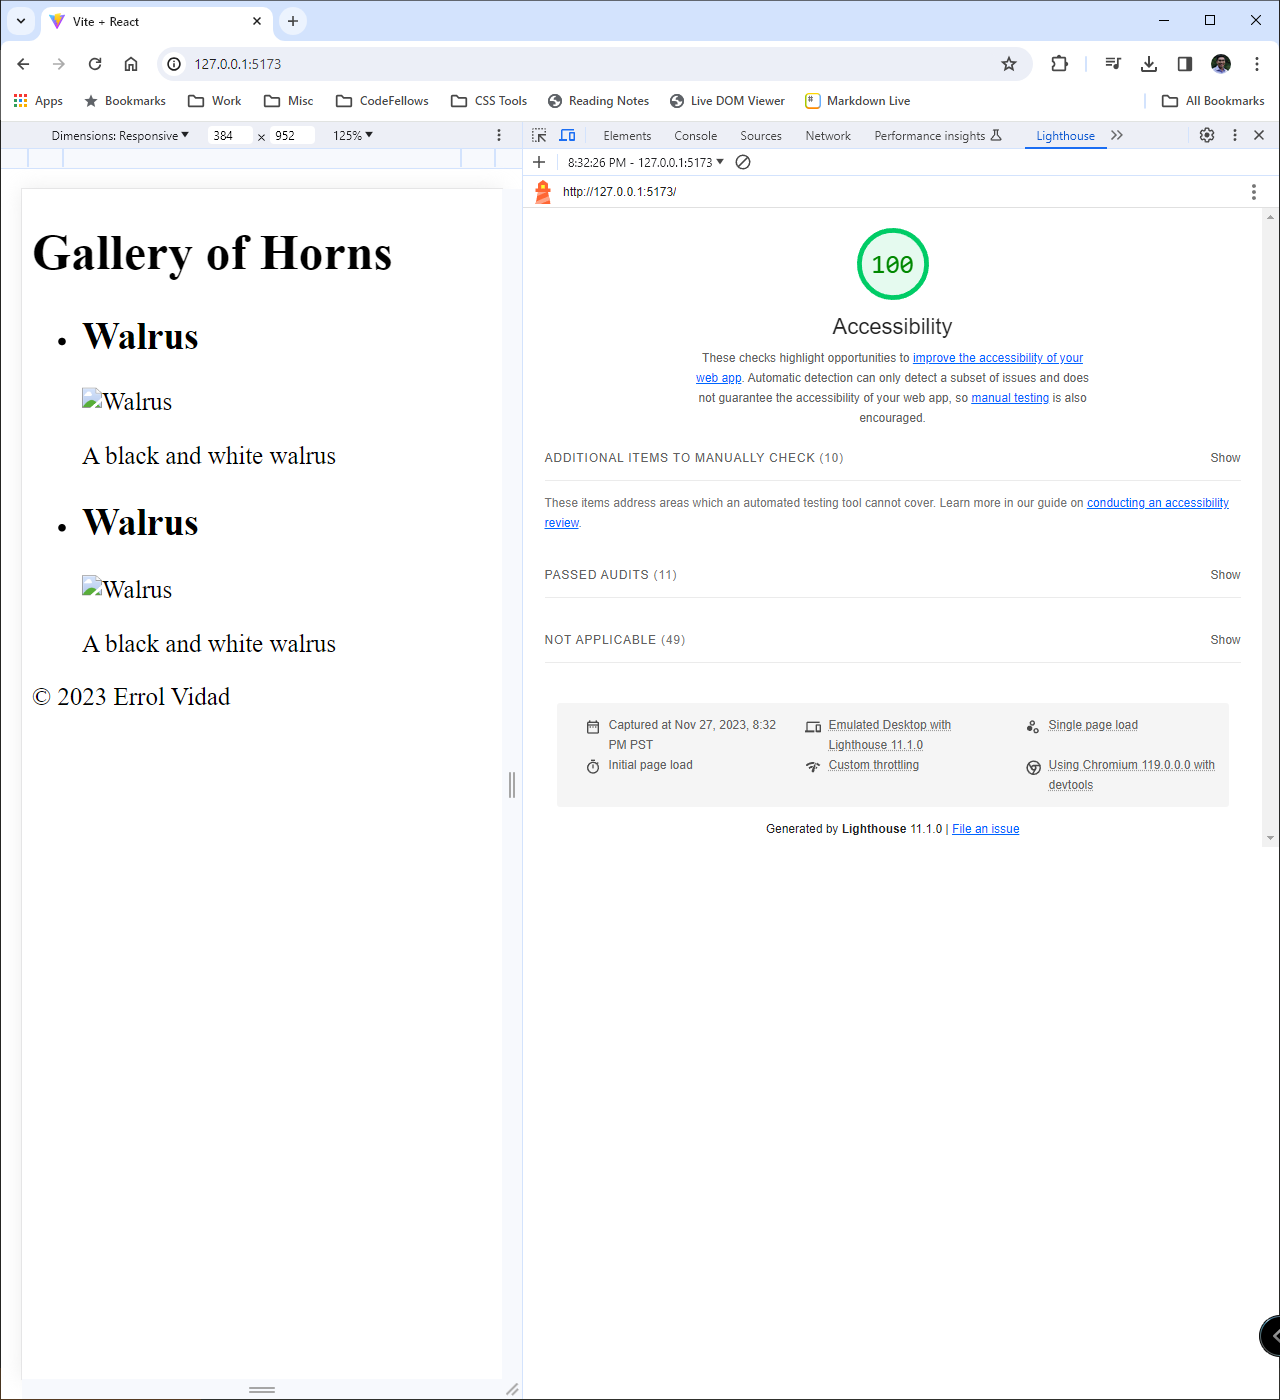 Vite + React
127.0.0.1:5173
Apps Bookmarks Work Misc CodeFellows CSS Tools Reading Notes Live DOM Viewer Markdown Live All Bookmarks
Dimensions: Responsive 384 x 952 125%
Elements Console Sources Network Performance insights Lighthouse
8:32:26 PM - 127.0.0.1:5173
http://127.0.0.1:5173/
Gallery of Horns
Walrus
Walrus
A black and white walrus
Walrus
Walrus
A black and white walrus
© 2023 Errol Vidad
100
Accessibility
These checks highlight opportunities to improve the accessibility of your
web app. Automatic detection can only detect a subset of issues and does
not guarantee the accessibility of your web app, so manual testing is also
encouraged.
ADDITIONAL ITEMS TO MANUALLY CHECK (10) Show
These items address areas which an automated testing tool cannot cover. Learn more in our guide on conducting an accessibility
review.
PASSED AUDITS (11) Show
NOT APPLICABLE (49) Show
Captured at Nov 27, 2023, 8:32
PM PST
Emulated Desktop with
Lighthouse 11.1.0
Single page load
Initial page load
Custom throttling
Using Chromium 119.0.0.0 with
devtools
Generated by Lighthouse 11.1.0 | File an issue